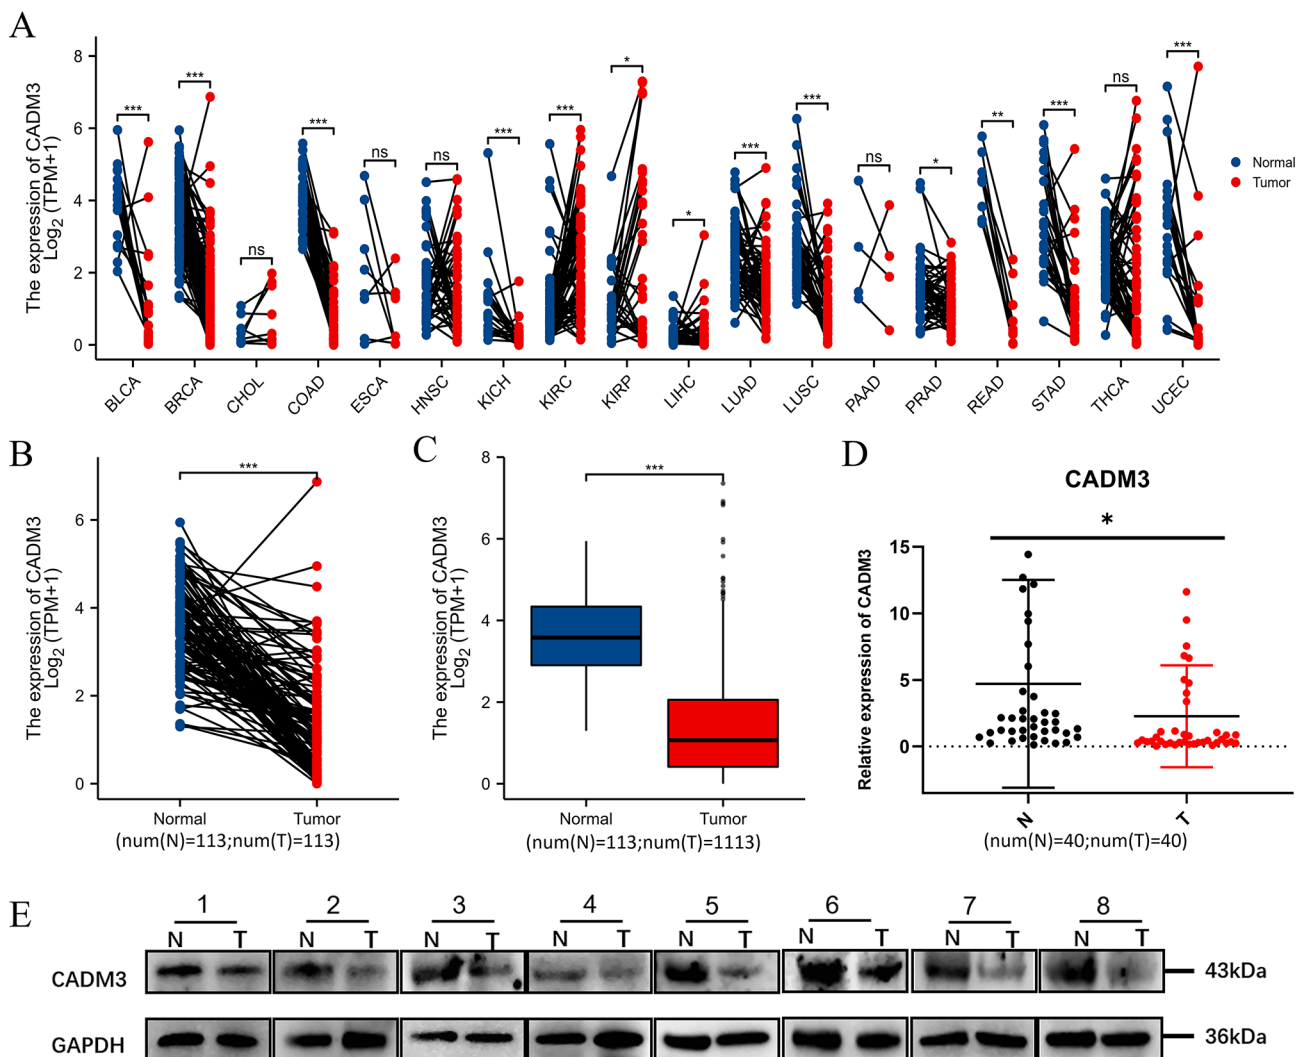 A
The expression of CADM3
Log2 (TPM+1)
8
6
4
2
0
***
***
ns
***
ns
ns
***
***
*
*
***
***
ns
*
**
***
ns
***
Normal
Tumor
BLCA
BRCA
CHOL
COAD
ESCA
HNSC
KICH
KIRC
KIRP
LIHC
LUAD
LUSC
PAAD
PRAD
READ
STAD
THCA
UCEC
B
The expression of CADM3
Log2 (TPM+1)
6
4
2
0
***
Normal Tumor
(num(N)=113;num(T)=113)
C
The expression of CADM3
Log2 (TPM+1)
8
6
4
2
0
***
Normal Tumor
(num(N)=113;num(T)=1113)
D
CADM3
*
Relative expression of CADM3
15
10
5
0
N T
(num(N)=40;num(T)=40)
E
1 2 3 4 5 6 7 8
N T N T N T N T N T N T N T N T
CADM3 43kDa
GAPDH 36kDa